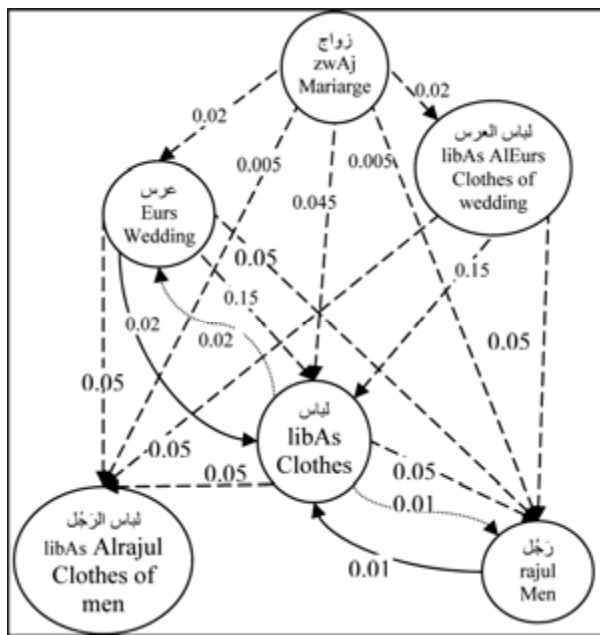 زواج
zwAj
Mariarge
0.02
0.02
لباس العرس
libAs AlEurs
Clothes of
wedding
0.005
0.005
0.045
عرس
Eurs
Wedding
0.05
0.15
0.15
0.02
0.02
0.05
0.05
لباس
libAs
Clothes
0.05
0.05
0.05
0.01
لباس الرَجُل
libAs Alrajul
Clothes of
men
رَجُل
rajul
Men
0.01